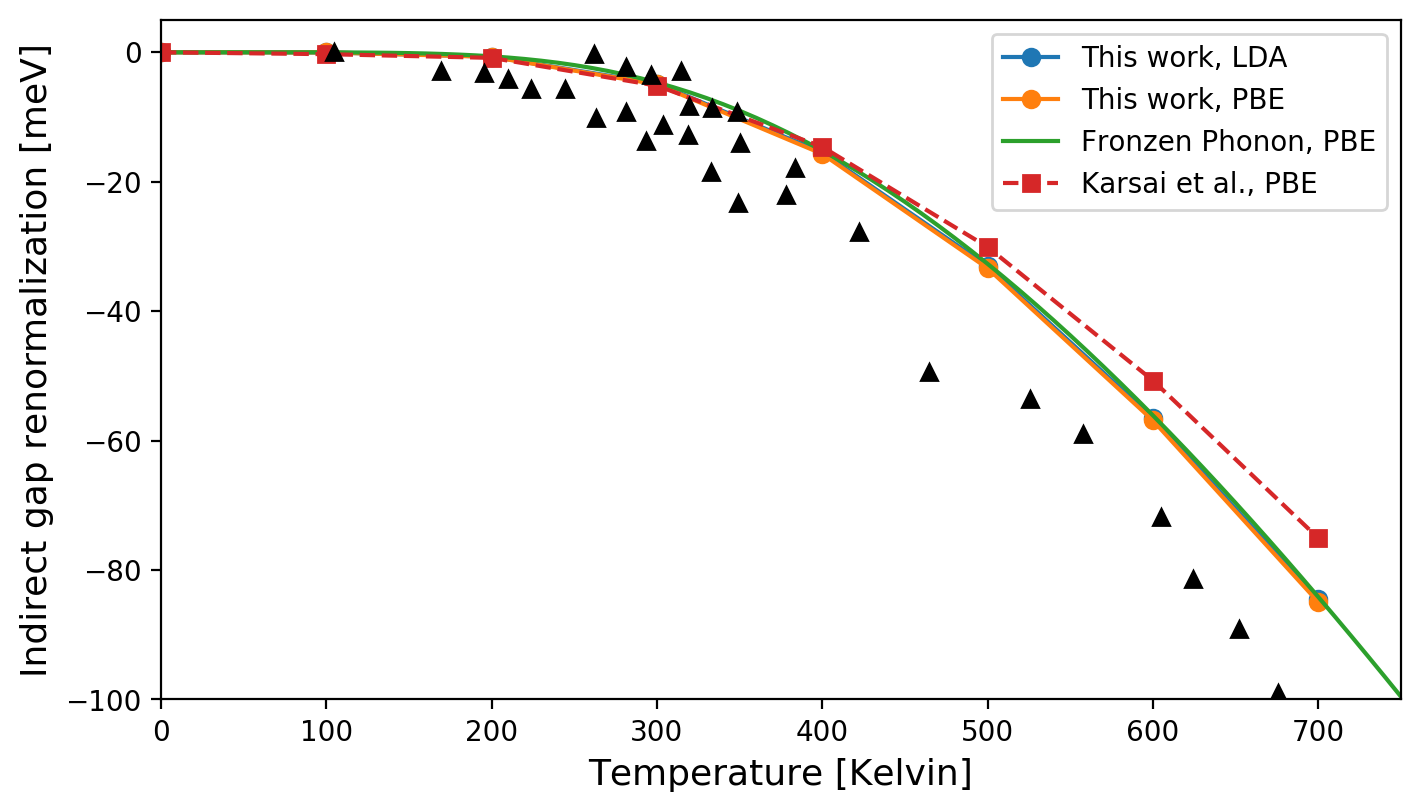 Indirect gap renormalization [meV]
0
−20
−40
−60
−80
−100
0 100 200 300 400 500 600 700
Temperature [Kelvin]
This work, LDA
This work, PBE
Fronzen Phonon, PBE
Karsai et al., PBE